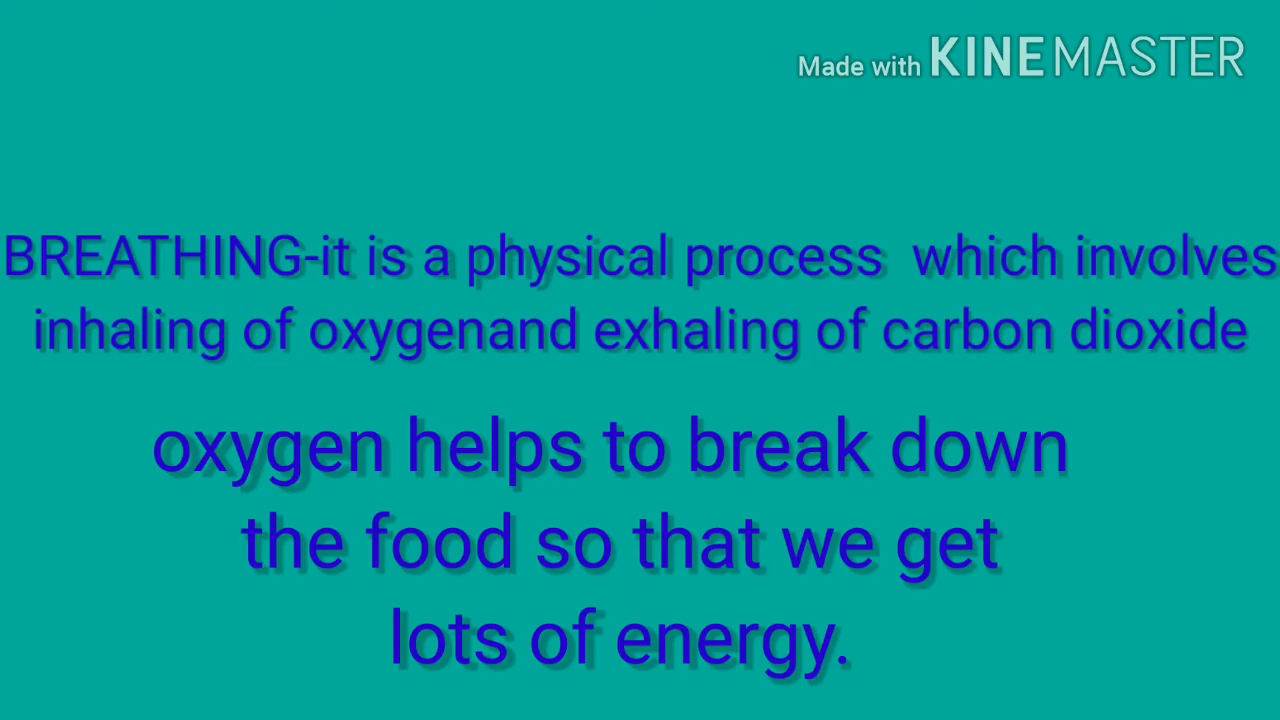 Made with KINEMASTER
BREATHING-it is a physical process  which involves
inhaling of oxygenand exhaling of carbon dioxide
oxygen helps to break down
the food so that we get
lots of energy.